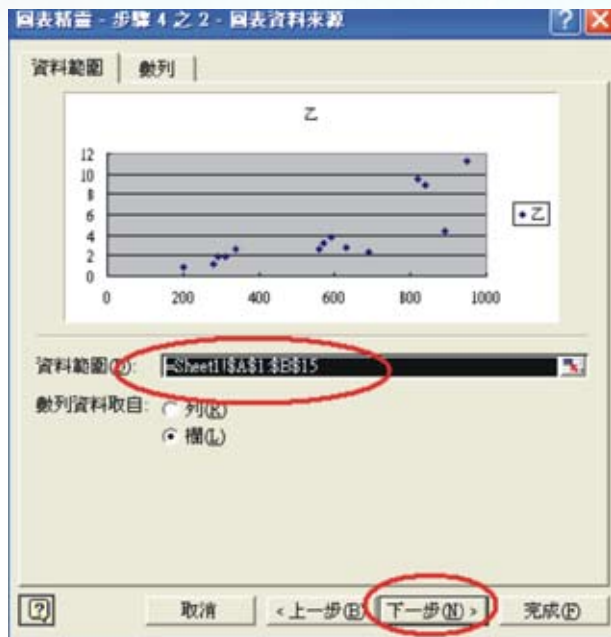 圖表精靈 - 步驟 4 之 2 - 圖表資料來源
資料範圍 數列
乙
12
10
8
6
4
2
0
0 200 400 600 800 1000
乙
資料範圍(D): =Sheet1!$A$1:$B$15
數列資料取自: 列(R)
欄(L)
取消 <上一步(B) 下一步(N)> 完成(F)